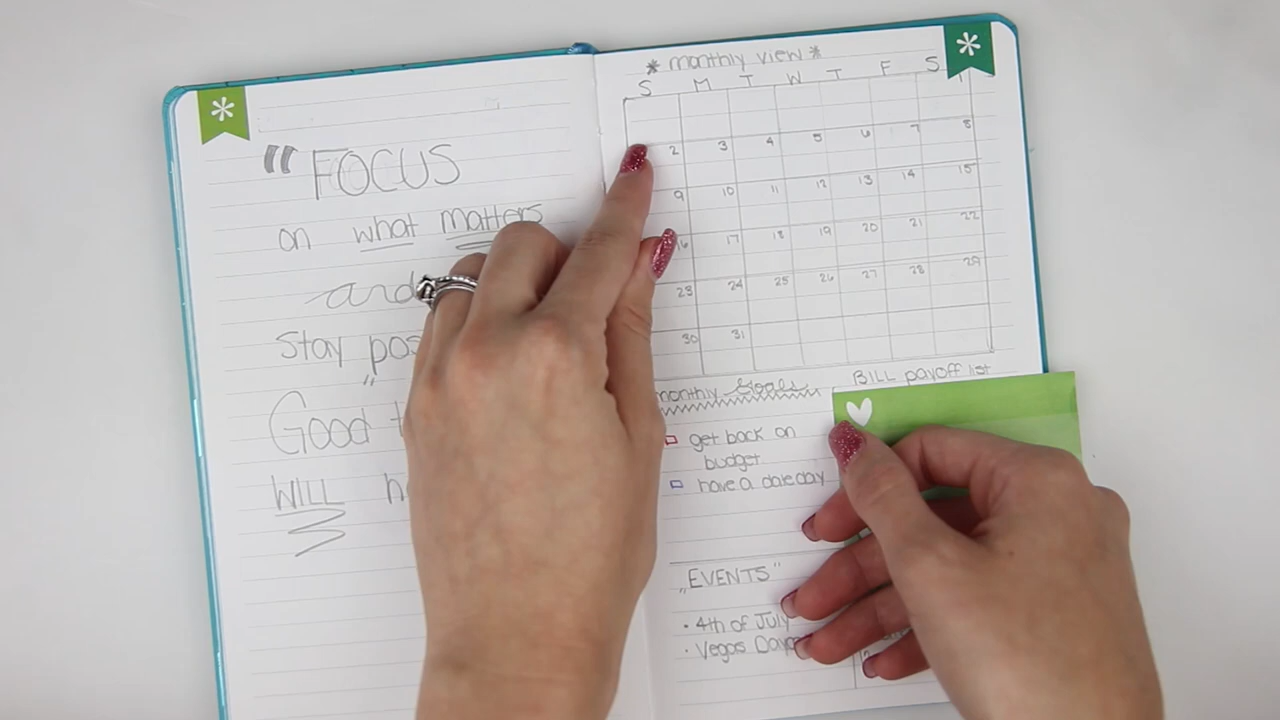 "FOCUS
on what matters
and
Stay
Good
WILL
* monthly view *
S M T W T F S
2 3 4 5 6 7 8
9 10 11 12 13 14 15
16 17 18 19 20 21 22
23 24 25 26 27 28 29
30 31
monthly Goals
get back on
budget
have a date day
"EVENTS"
• 4th of July
• Vegas
BILL payoff list